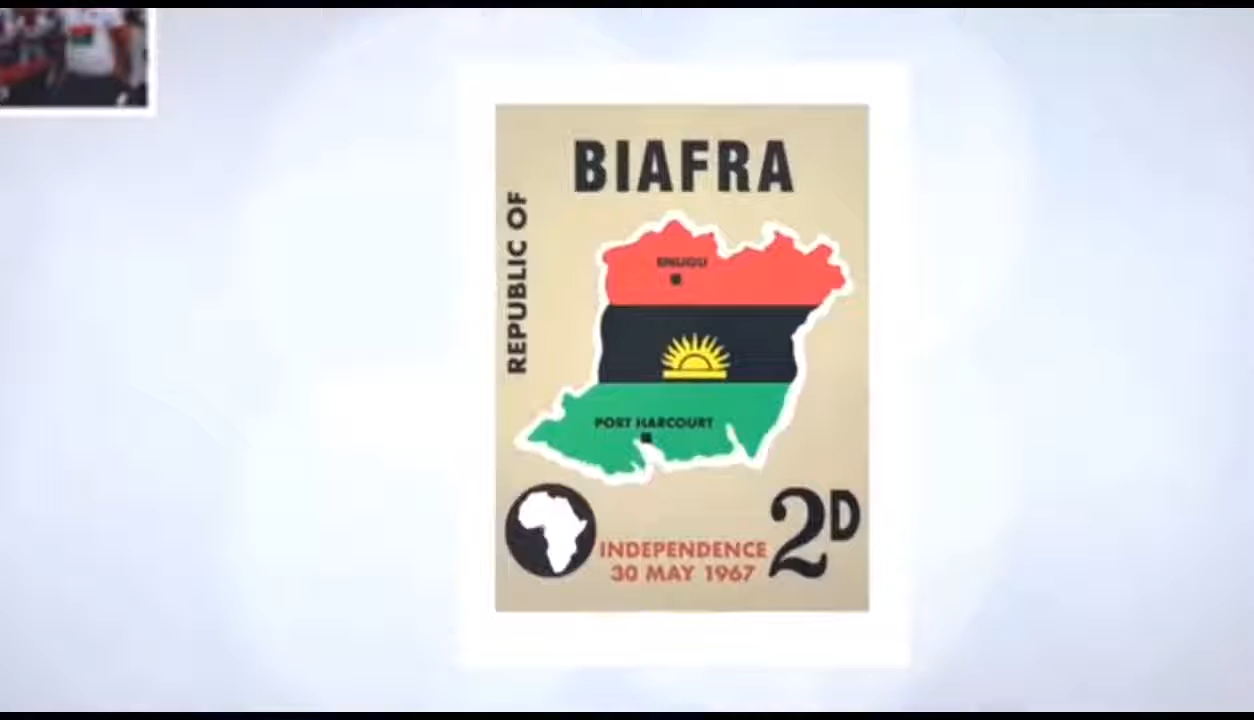 BIAFRA
REPUBLIC OF
ENUGU
PORT HARCOURT
2D
INDEPENDENCE
30 MAY 1967